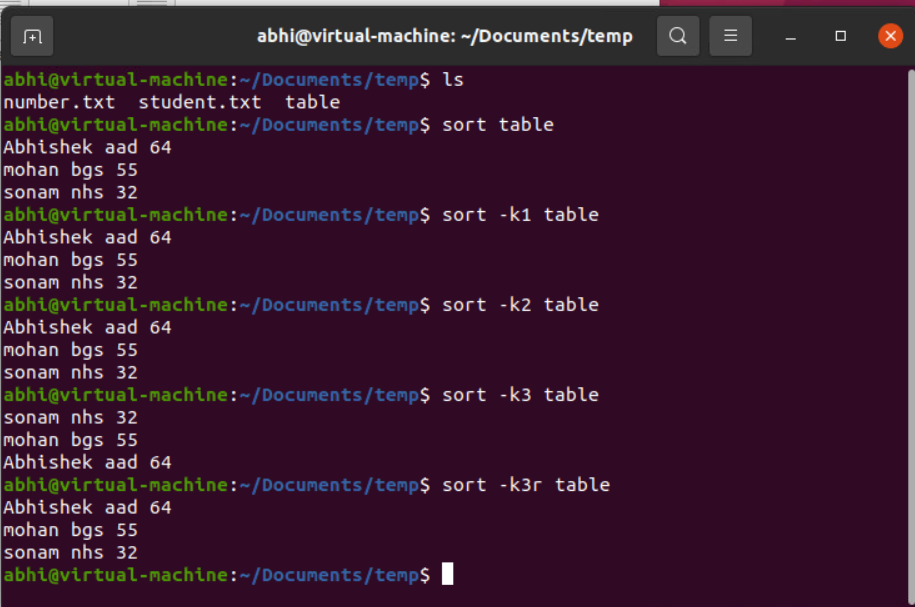 abhi@virtual-machine: ~/Documents/temp
abhi@virtual-machine:~/Documents/temp$ ls
number.txt  student.txt  table
abhi@virtual-machine:~/Documents/temp$ sort table
Abhishek aad 64
mohan bgs 55
sonam nhs 32
abhi@virtual-machine:~/Documents/temp$ sort -k1 table
Abhishek aad 64
mohan bgs 55
sonam nhs 32
abhi@virtual-machine:~/Documents/temp$ sort -k2 table
Abhishek aad 64
mohan bgs 55
sonam nhs 32
abhi@virtual-machine:~/Documents/temp$ sort -k3 table
sonam nhs 32
mohan bgs 55
Abhishek aad 64
abhi@virtual-machine:~/Documents/temp$ sort -k3r table
Abhishek aad 64
mohan bgs 55
sonam nhs 32
abhi@virtual-machine:~/Documents/temp$